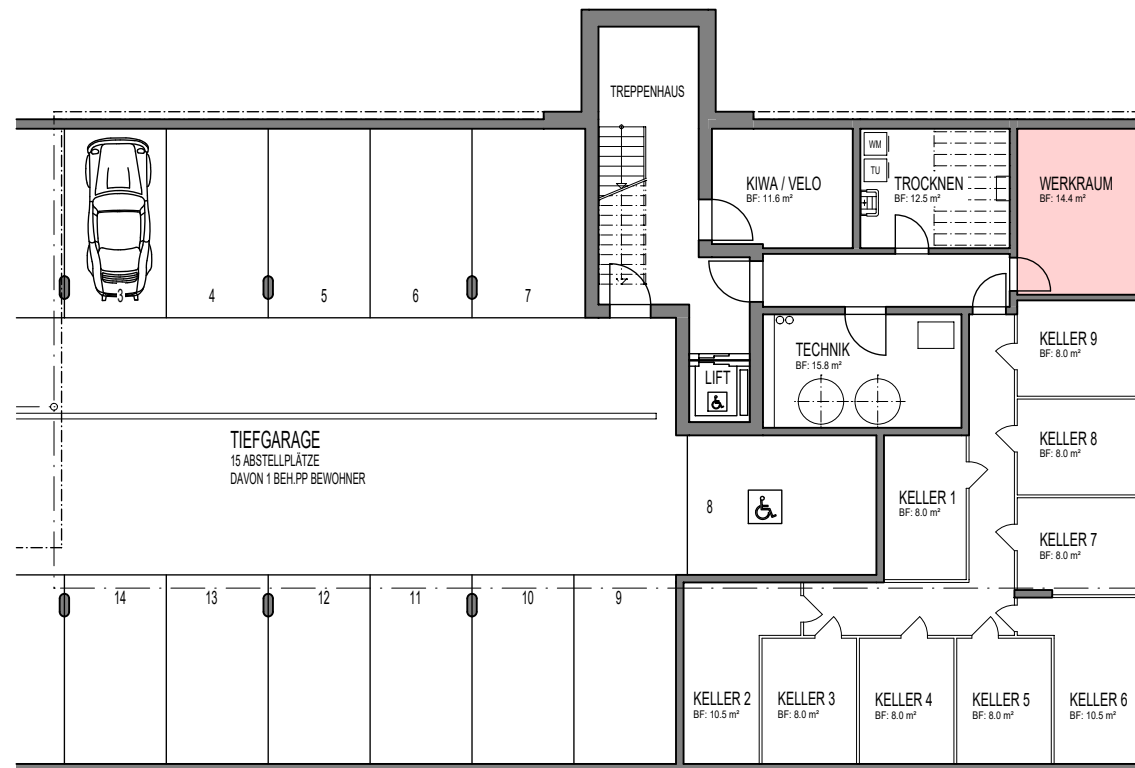 TREPPENHAUS
WM
TU
KIWA / VELO
BF: 11.6 m²
TROCKNEN
BF: 12.5 m²
WERKRAUM
BF: 14.4 m²
3
4
5
6
7
TECHNIK
BF: 15.8 m²
LIFT
KELLER 9
BF: 8.0 m²
TIEFGARAGE
15 ABSTELLPLÄTZE
DAVON 1 BEH.PP BEWOHNER
KELLER 8
BF: 8.0 m²
8
KELLER 1
BF: 8.0 m²
KELLER 7
BF: 8.0 m²
14
13
12
11
10
9
KELLER 2
BF: 10.5 m²
KELLER 3
BF: 8.0 m²
KELLER 4
BF: 8.0 m²
KELLER 5
BF: 8.0 m²
KELLER 6
BF: 10.5 m²